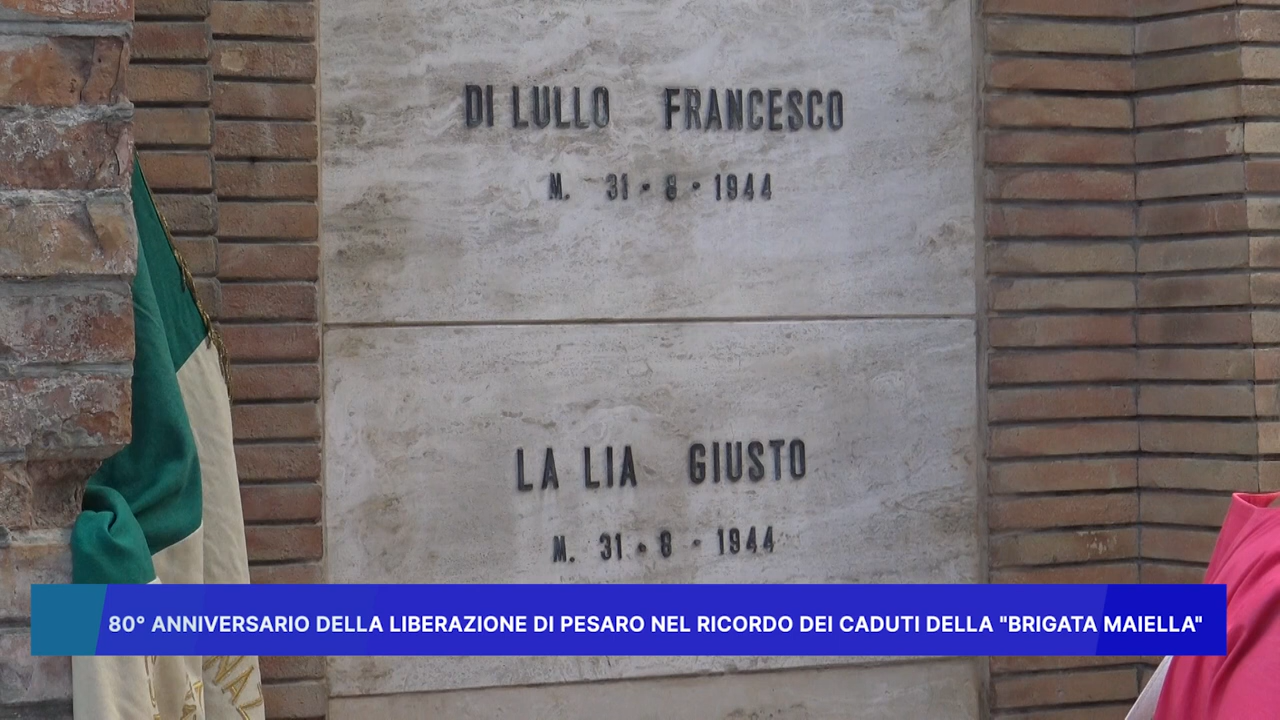 DI LULLO FRANCESCO
M. 31 • 8 • 1944
LA LIA GIUSTO
M. 31 • 8 • 1944
80° ANNIVERSARIO DELLA LIBERAZIONE DI PESARO NEL RICORDO DEI CADUTI DELLA "BRIGATA MAIELLA"